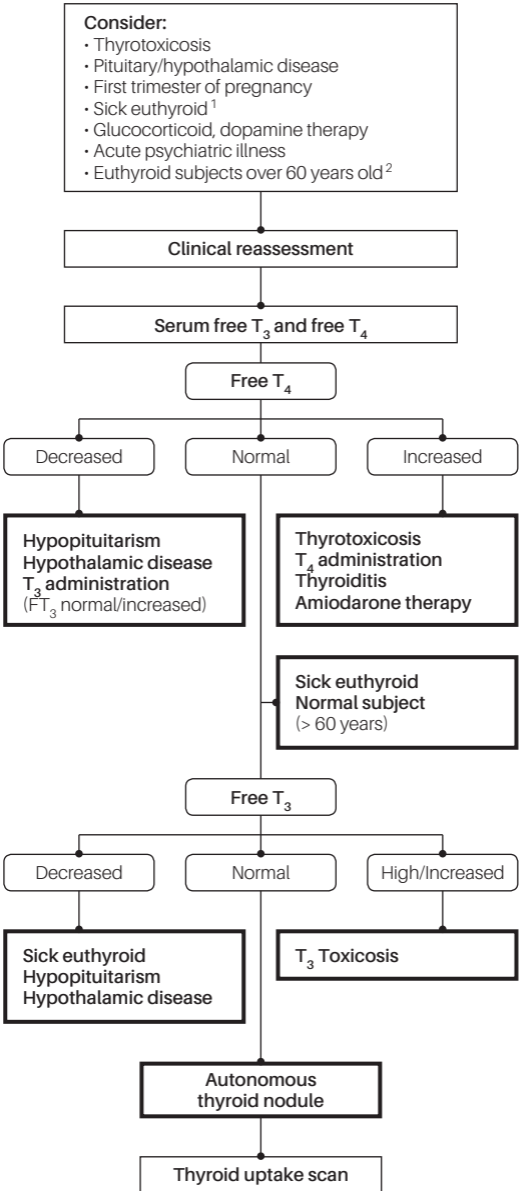 Consider:
• Thyrotoxicosis
• Pituitary/hypothalamic disease
• First trimester of pregnancy
• Sick euthyroid 1
• Glucocorticoid, dopamine therapy
• Acute psychiatric illness
• Euthyroid subjects over 60 years old 2
Clinical reassessment
Serum free T3 and free T4
Free T4
Decreased
Normal
Increased
Hypopituitarism
Hypothalamic disease
T3 administration
(FT3 normal/increased)
Thyrotoxicosis
T4 administration
Thyroiditis
Amiodarone therapy
Sick euthyroid
Normal subject
(> 60 years)
Free T3
Decreased
Normal
High/Increased
Sick euthyroid
Hypopituitarism
Hypothalamic disease
T3 Toxicosis
Autonomous
thyroid nodule
Thyroid uptake scan